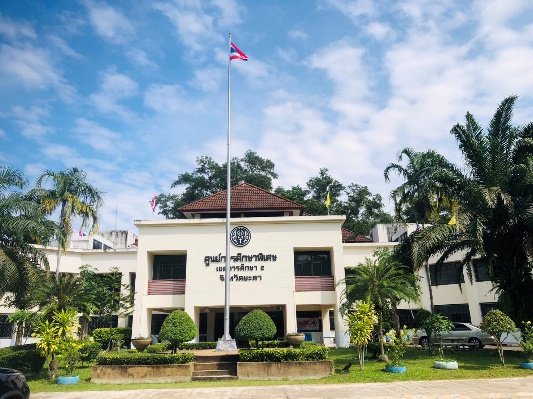 ศูนย์การศึกษาพิเศษ
เขตการศึกษา ๒
จังหวัดยะลา